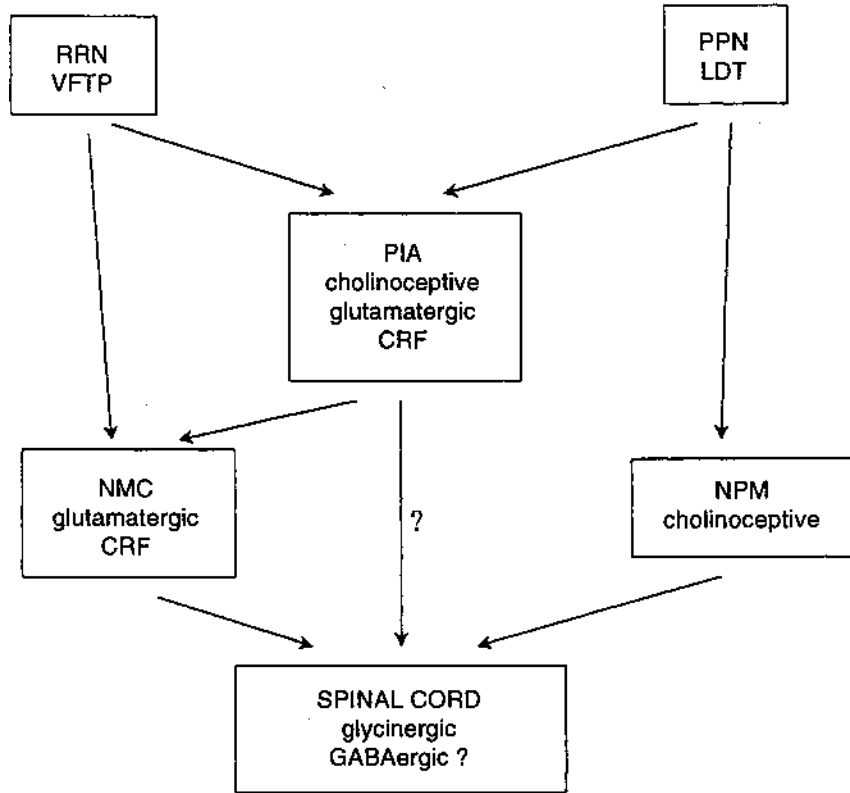 RRN
VFTP
PPN
LDT
PIA
cholinoceptive
glutamatergic
CRF
NMC
glutamatergic
CRF
?
NPM
cholinoceptive
SPINAL CORD
glycinergic
GABAergic ?